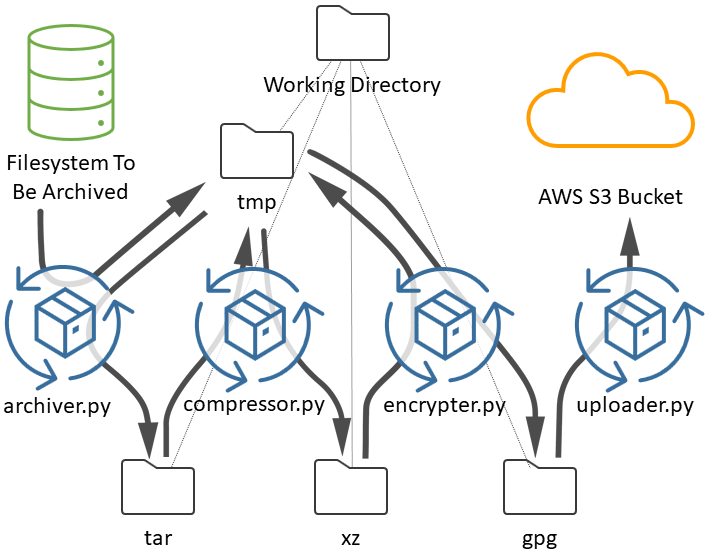 Working Directory
Filesystem To
Be Archived
tmp
AWS S3 Bucket
archiver.py
compressor.py
encrypter.py
uploader.py
tar
xz
gpg